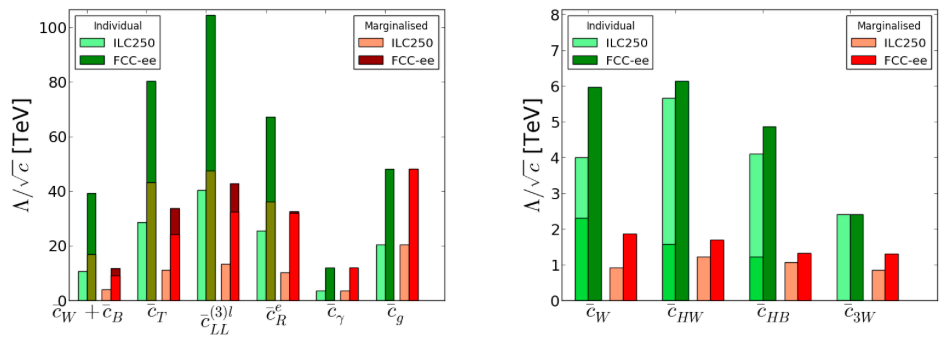 Λ/√c [TeV]
120
100
80
60
40
20
0
Individual
ILC250
FCC-ee
Marginalised
ILC250
FCC-ee
c̄_W + c̄_B
c̄_T
c̄_LL^(3)l
c̄_R^e
c̄_γ
c̄_g
Λ/√c [TeV]
8
7
6
5
4
3
2
1
0
Individual
ILC250
FCC-ee
Marginalised
ILC250
FCC-ee
c̄_W
c̄_HW
c̄_HB
c̄_3W